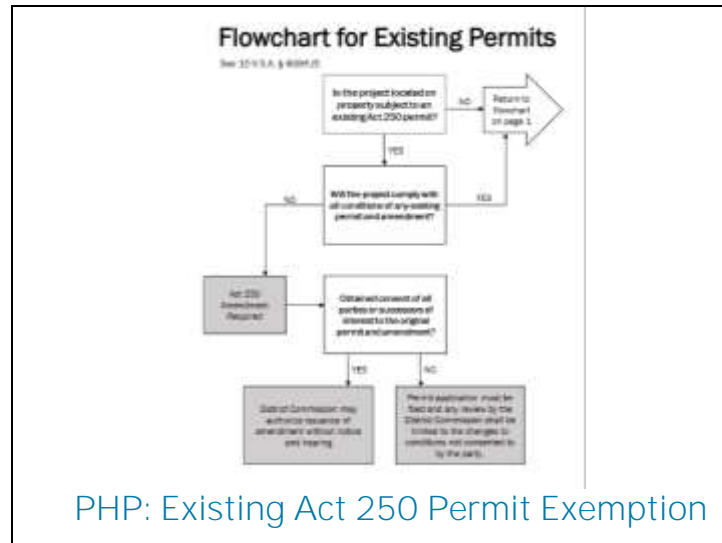 Flowchart for Existing Permits
See 10 V.S.A. §
Is the project located on
property subject to an
existing Act 250 permit?
NO
Return to
flowchart
on page 1
YES
Will the project comply with
all conditions of any existing
permit and amendment?
NO
YES
Act 250
Amendment
Required
Obtained consent of all
parties or successors of
interest to the original
permit and amendment?
YES
NO
District Commission may
authorize issuance of
amendment without notice
and hearing
Permit application must be
filed and any review by the
District Commission shall be
limited to the changes to
conditions not consented to
by the party.
PHP: Existing Act 250 Permit Exemption